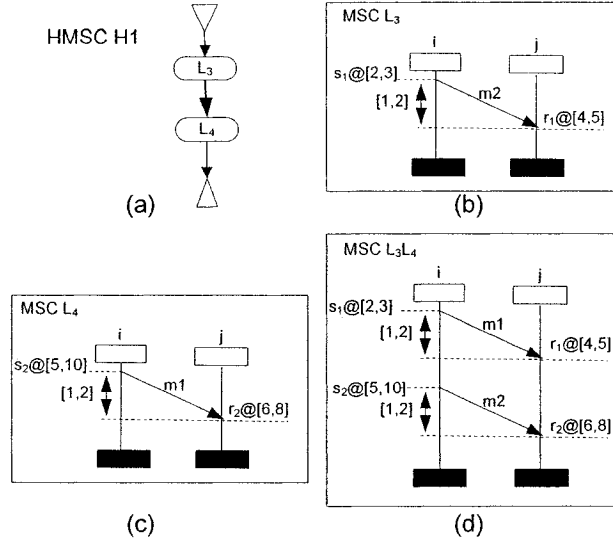 HMSC H1
L3
L4
(a)
MSC L3
i
j
s1@[2,3]
m2
[1,2]
r1@[4,5]
(b)
MSC L4
i
j
s2@[5,10]
m1
[1,2]
r2@[6,8]
(c)
MSC L3L4
i
j
s1@[2,3]
m1
[1,2]
r1@[4,5]
s2@[5,10]
m2
[1,2]
r2@[6,8]
(d)